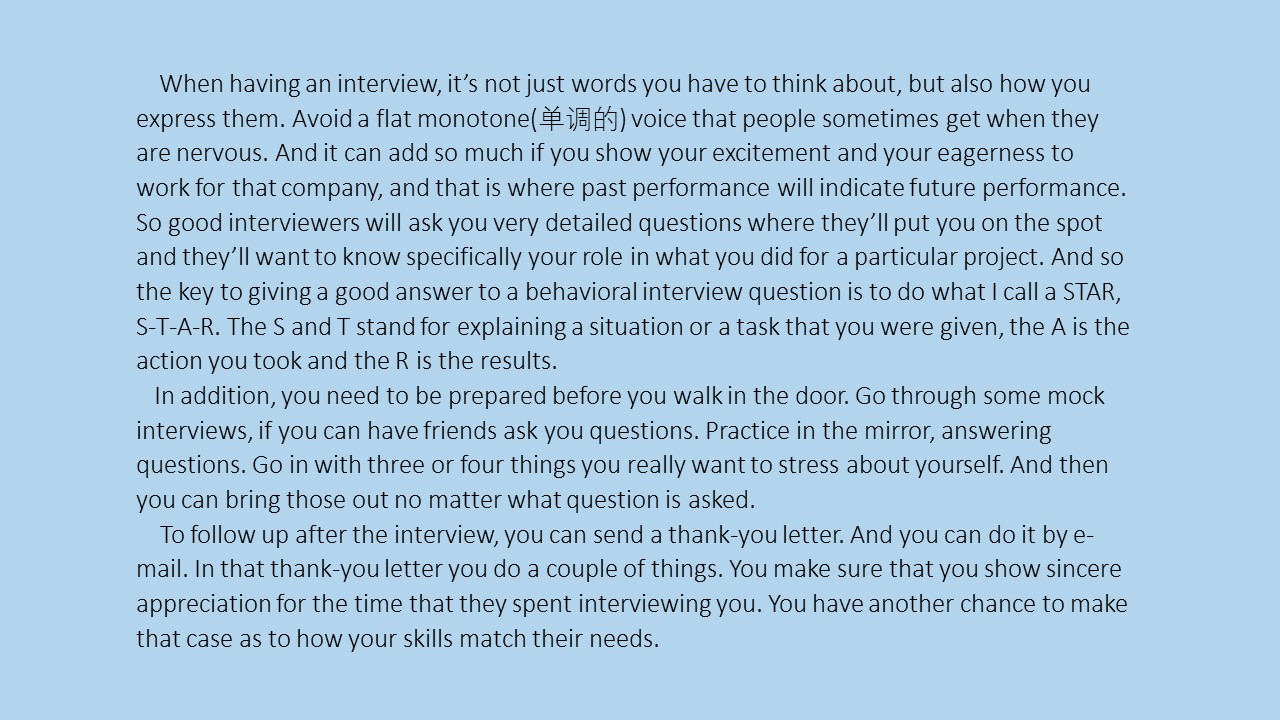 When having an interview, it’s not just words you have to think about, but also how you
express them. Avoid a flat monotone(单调的) voice that people sometimes get when they
are nervous. And it can add so much if you show your excitement and your eagerness to
work for that company, and that is where past performance will indicate future performance.
So good interviewers will ask you very detailed questions where they’ll put you on the spot
and they’ll want to know specifically your role in what you did for a particular project. And so
the key to giving a good answer to a behavioral interview question is to do what I call a STAR,
S-T-A-R. The S and T stand for explaining a situation or a task that you were given, the A is the
action you took and the R is the results.
In addition, you need to be prepared before you walk in the door. Go through some mock
interviews, if you can have friends ask you questions. Practice in the mirror, answering
questions. Go in with three or four things you really want to stress about yourself. And then
you can bring those out no matter what question is asked.
To follow up after the interview, you can send a thank-you letter. And you can do it by e-
mail. In that thank-you letter you do a couple of things. You make sure that you show sincere
appreciation for the time that they spent interviewing you. You have another chance to make
that case as to how your skills match their needs.